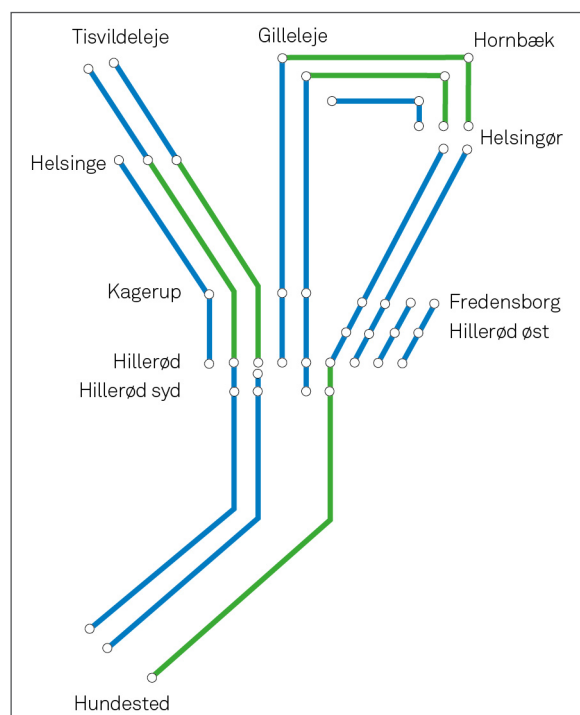 Tisvildeleje
Gilleleje
Hornbæk
Helsingør
Helsinge
Kagerup
Fredensborg
Hillerød øst
Hillerød
Hillerød syd
Hundested